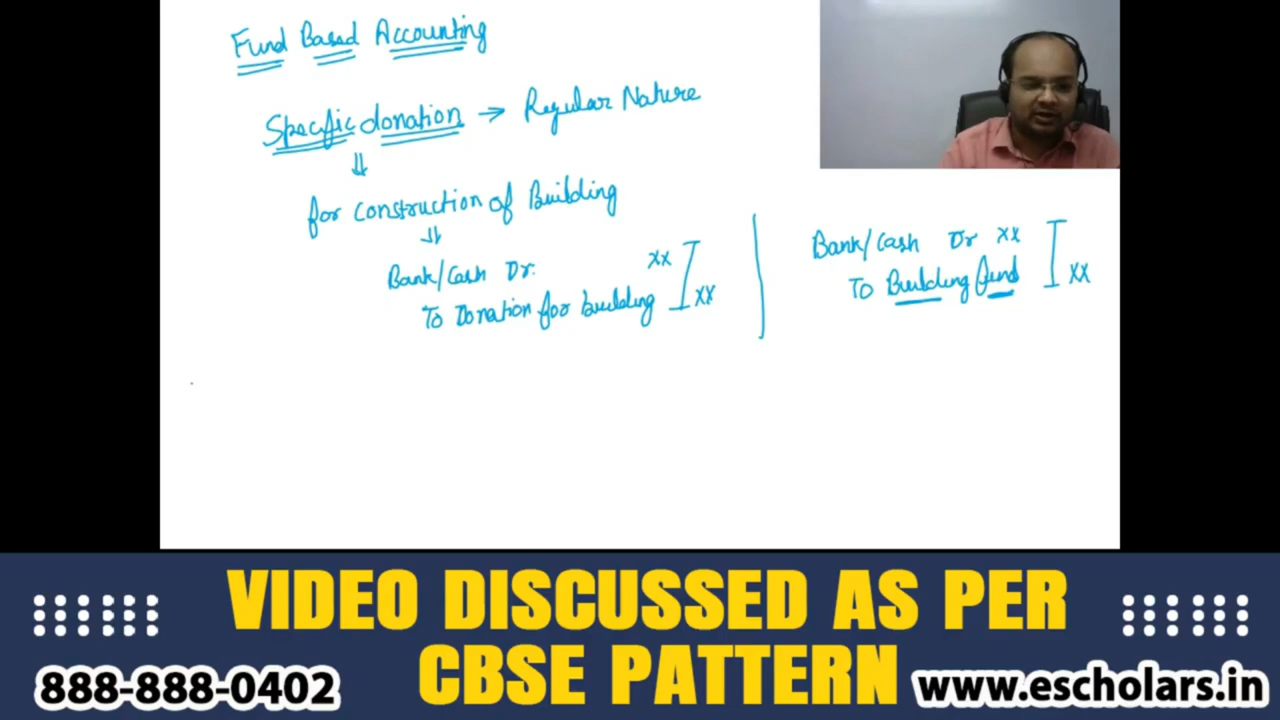 Fund Based Accounting
Specific donation → Regular Nature
⇓
for construction of Building
⇓
Bank/Cash Dr. xx
To Donation for building xx
Bank/Cash Dr xx
To Building fund xx
VIDEO DISCUSSED AS PER
CBSE PATTERN
888-888-0402
www.escholars.in